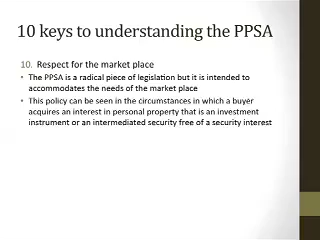 10 keys to understanding the PPSA
10. Respect for the market place
• The PPSA is a radical piece of legislation but it is intended to
accommodates the needs of the market place
• This policy can be seen in the circumstances in which a buyer
acquires an interest in personal property that is an investment
instrument or an intermediated security free of a security interest